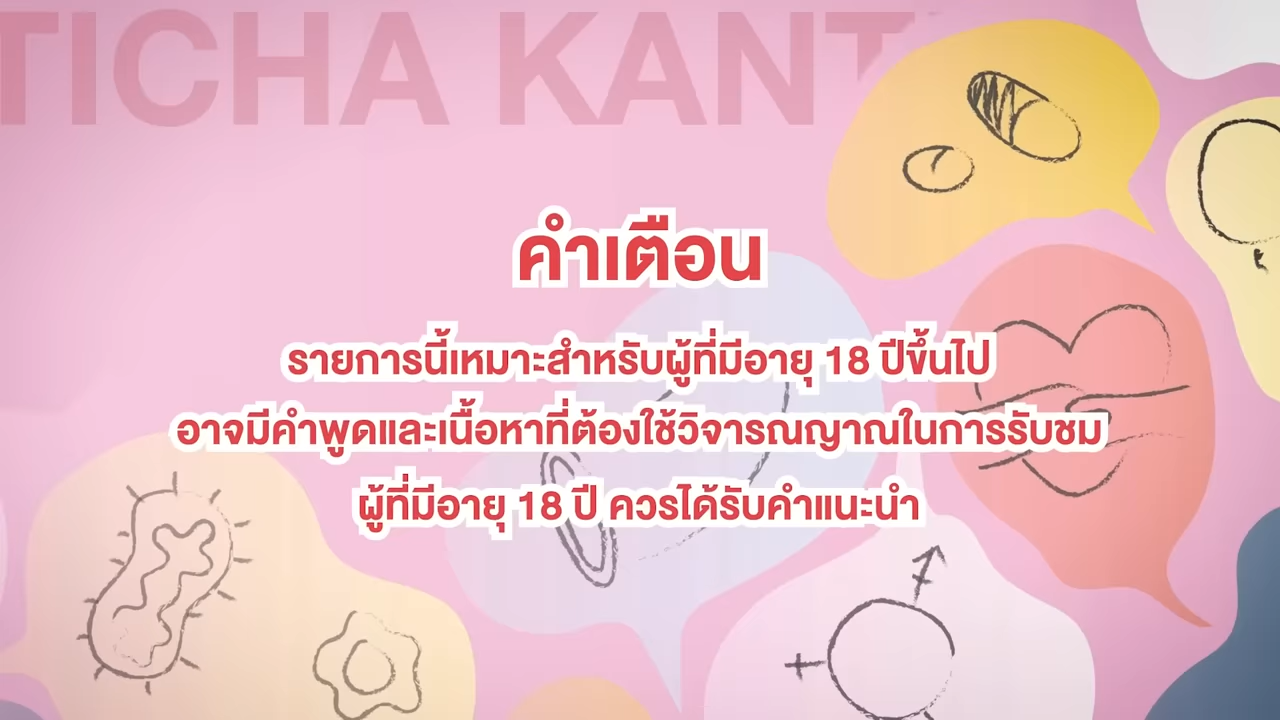 TICHA KANT
คำเตือน
รายการนี้เหมาะสำหรับผู้ที่มีอายุ 18 ปีขึ้นไป
อาจมีคำพูดและเนื้อหาที่ต้องใช้วิจารณญาณในการรับชม
ผู้ที่มีอายุ 18 ปี ควรได้รับคำแนะนำ